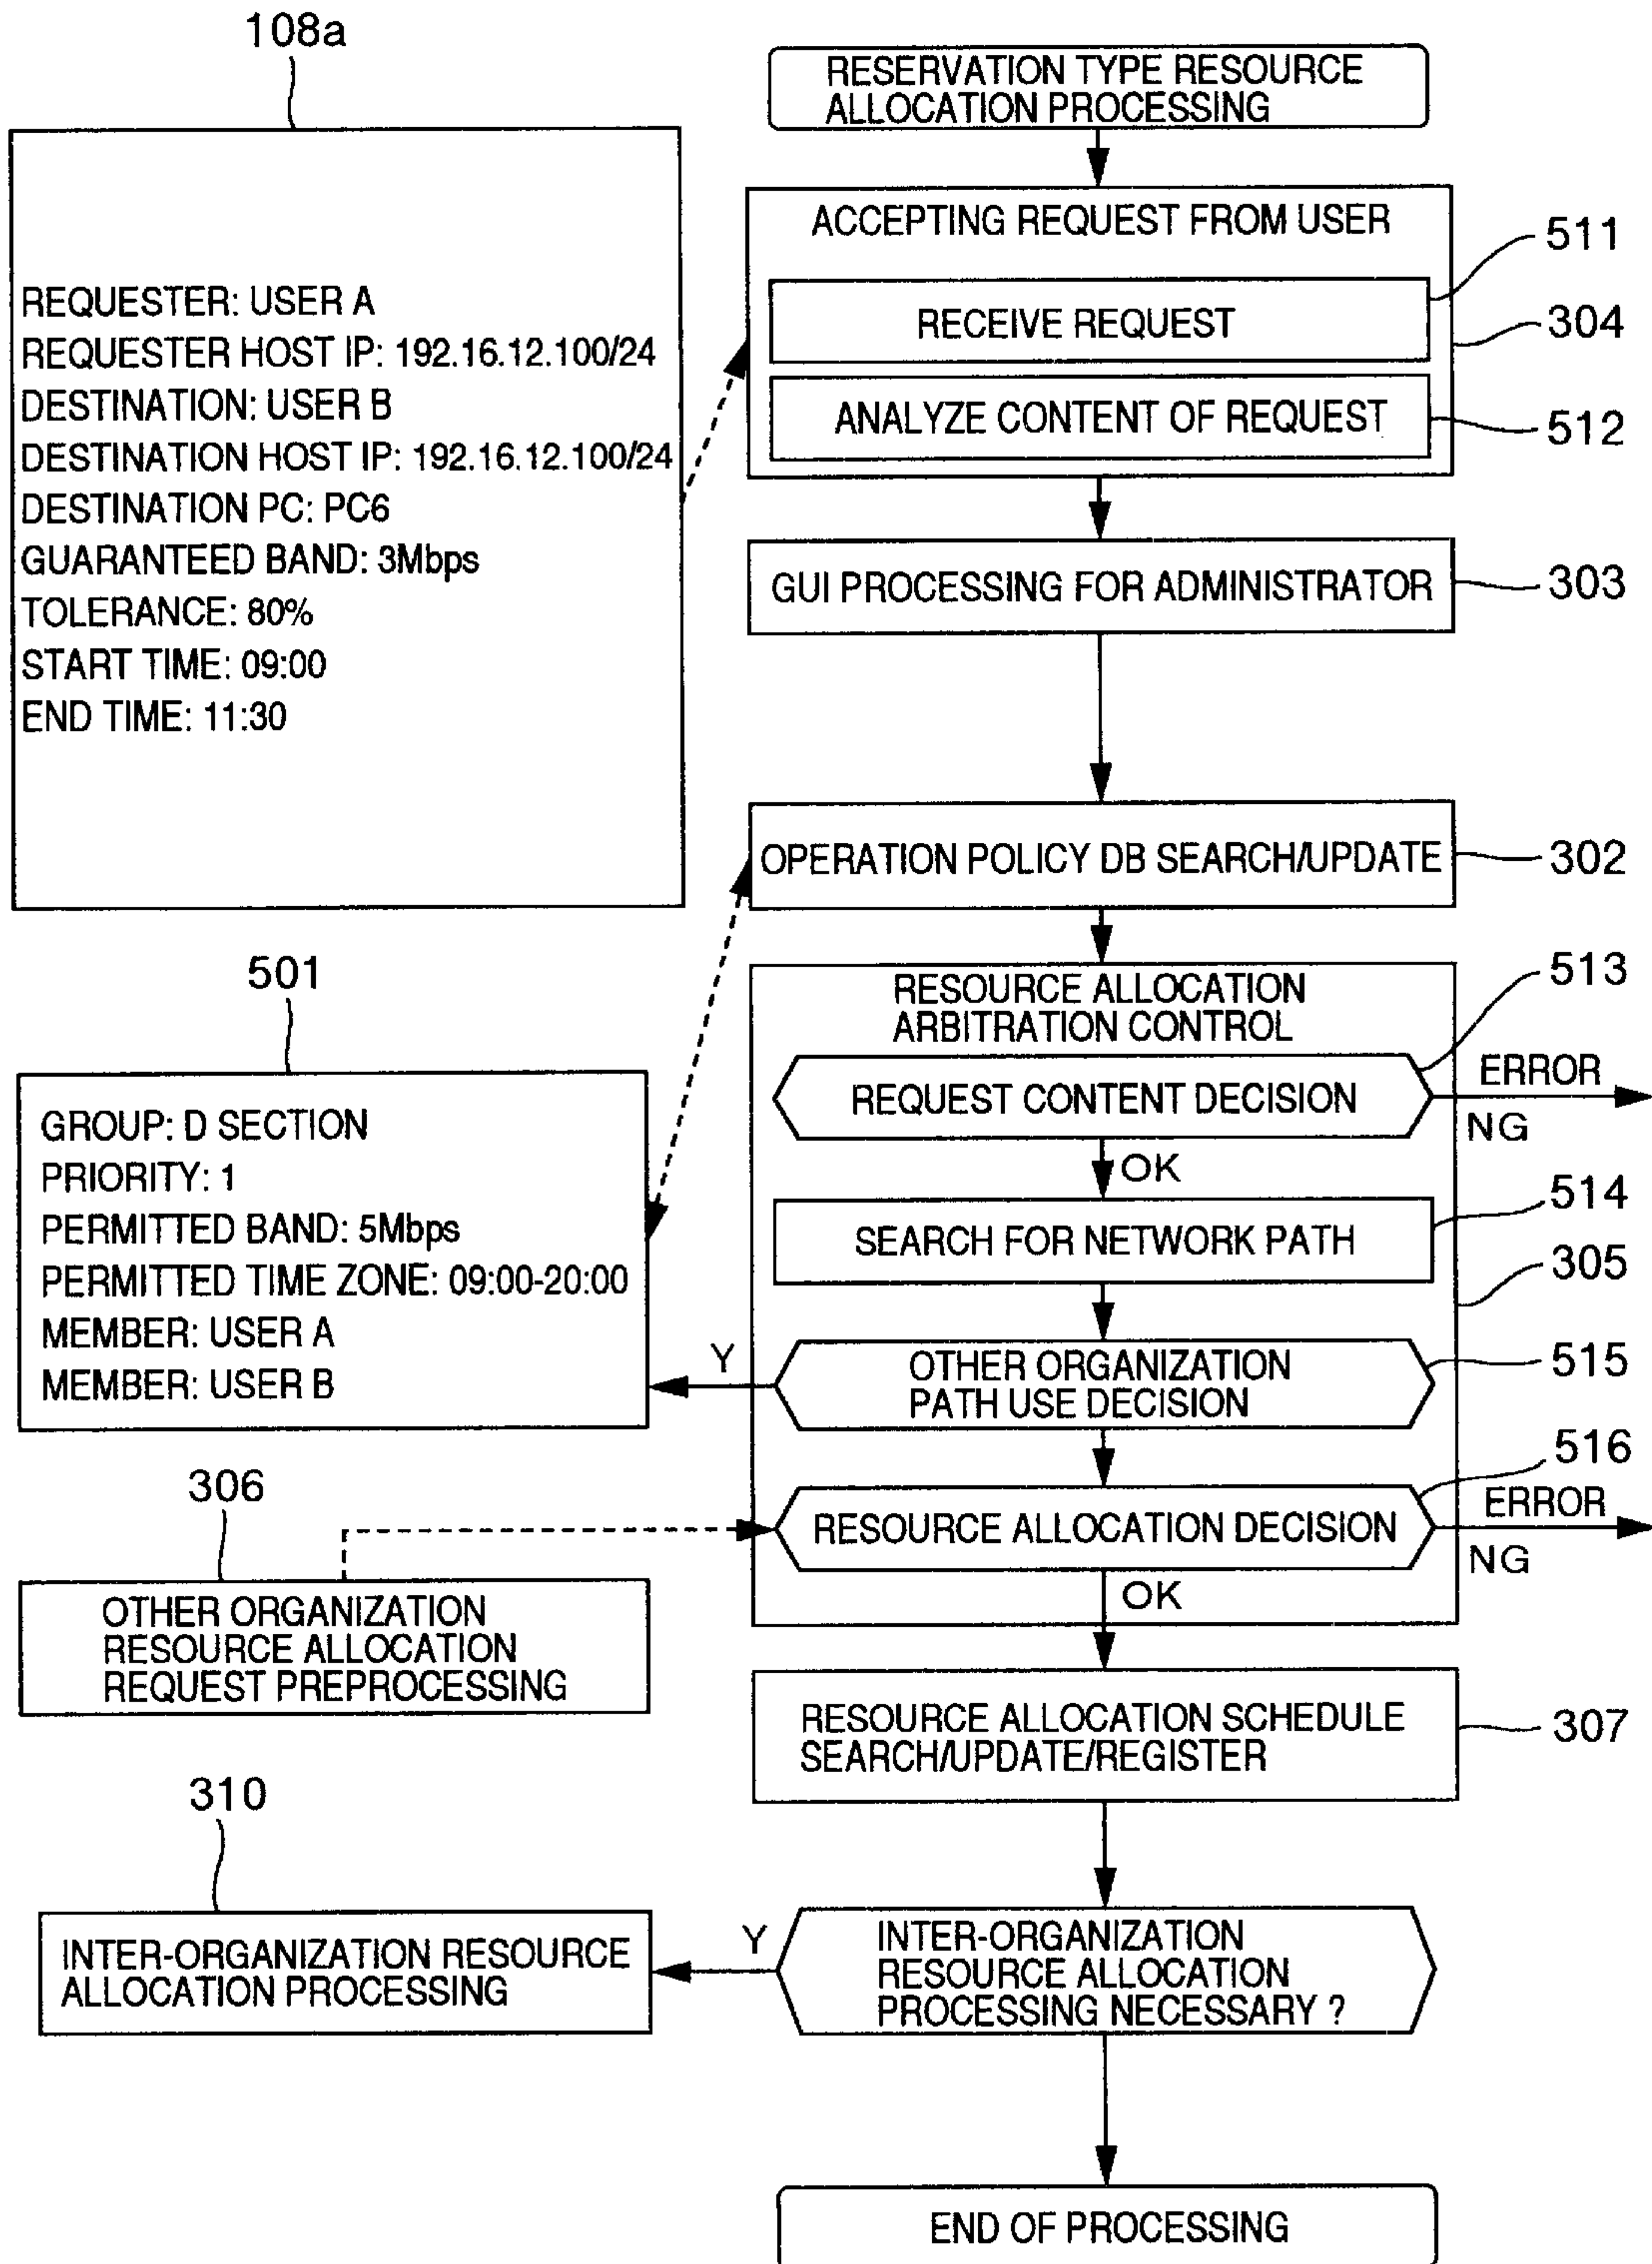 108a
RESERVATION TYPE RESOURCE
ALLOCATION PROCESSING
REQUESTER: USER A
REQUESTER HOST IP: 192.16.12.100/24
DESTINATION: USER B
DESTINATION HOST IP: 192.16.12.100/24
DESTINATION PC: PC6
GUARANTEED BAND: 3Mbps
TOLERANCE: 80%
START TIME: 09:00
END TIME: 11:30
ACCEPTING REQUEST FROM USER
511
RECEIVE REQUEST
304
ANALYZE CONTENT OF REQUEST
512
GUI PROCESSING FOR ADMINISTRATOR
303
OPERATION POLICY DB SEARCH/UPDATE
302
501
GROUP: D SECTION
PRIORITY: 1
PERMITTED BAND: 5Mbps
PERMITTED TIME ZONE: 09:00-20:00
MEMBER: USER A
MEMBER: USER B
RESOURCE ALLOCATION
ARBITRATION CONTROL
513
REQUEST CONTENT DECISION
ERROR
NG
OK
514
SEARCH FOR NETWORK PATH
305
Y
OTHER ORGANIZATION
PATH USE DECISION
515
516
306
RESOURCE ALLOCATION DECISION
ERROR
NG
OK
OTHER ORGANIZATION
RESOURCE ALLOCATION
REQUEST PREPROCESSING
RESOURCE ALLOCATION SCHEDULE
SEARCH/UPDATE/REGISTER
307
310
INTER-ORGANIZATION RESOURCE
ALLOCATION PROCESSING
Y
INTER-ORGANIZATION
RESOURCE ALLOCATION
PROCESSING NECESSARY ?
END OF PROCESSING